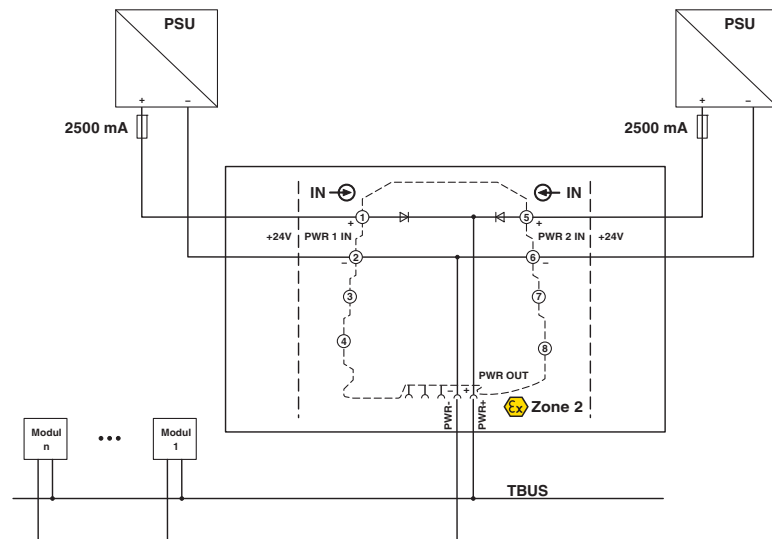 PSU
PSU
+ −
+ −
2500 mA
2500 mA
IN
IN
1
5
+
+
+24V
PWR 1 IN
PWR 2 IN
+24V
2
6
−
−
3
7
4
8
PWR OUT
− +
PWR-
PWR+
Ex
Zone 2
Modul
n
•••
Modul
1
TBUS